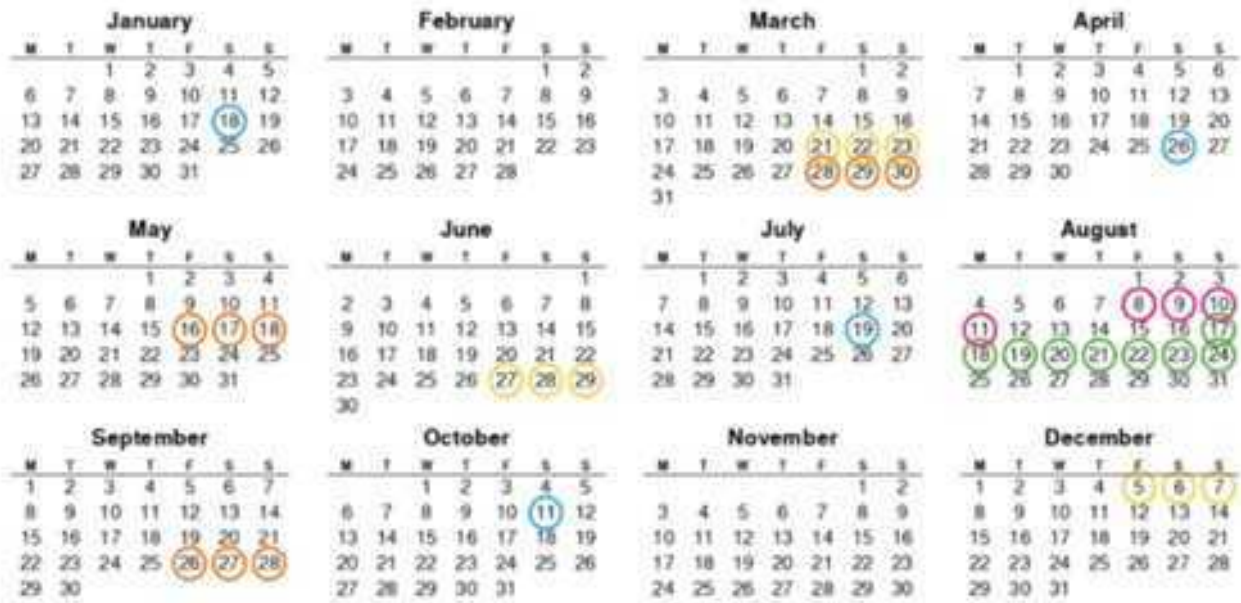 January February March April
M T W T F S S M T W T F S S M T W T F S S M T W T F S S
1 2 3 4 5 1 2 1 2 1 2 3 4 5 6
6 7 8 9 10 11 12 3 4 5 6 7 8 9 3 4 5 6 7 8 9 7 8 9 10 11 12 13
13 14 15 16 17 18 19 10 11 12 13 14 15 16 10 11 12 13 14 15 16 14 15 16 17 18 19 20
20 21 22 23 24 25 26 17 18 19 20 21 22 23 17 18 19 20 21 22 23 21 22 23 24 25 26 27
27 28 29 30 31 24 25 26 27 28 24 25 26 27 28 29 30 28 29 30
31
May June July August
M T W T F S S M T W T F S S M T W T F S S M T W T F S S
1 2 3 4 1 1 2 3 4 5 6 1 2 3
5 6 7 8 9 10 11 2 3 4 5 6 7 8 7 8 9 10 11 12 13 4 5 6 7 8 9 10
12 13 14 15 16 17 18 9 10 11 12 13 14 15 14 15 16 17 18 19 20 11 12 13 14 15 16 17
19 20 21 22 23 24 25 16 17 18 19 20 21 22 21 22 23 24 25 26 27 18 19 20 21 22 23 24
26 27 28 29 30 31 23 24 25 26 27 28 29 28 29 30 31 25 26 27 28 29 30 31
30
September October November December
M T W T F S S M T W T F S S M T W T F S S M T W T F S S
1 2 3 4 5 6 7 1 2 3 4 5 1 2 1 2 3 4 5 6 7
8 9 10 11 12 13 14 6 7 8 9 10 11 12 3 4 5 6 7 8 9 8 9 10 11 12 13 14
15 16 17 18 19 20 21 13 14 15 16 17 18 19 10 11 12 13 14 15 16 15 16 17 18 19 20 21
22 23 24 25 26 27 28 20 21 22 23 24 25 26 17 18 19 20 21 22 23 22 23 24 25 26 27 28
29 30 27 28 29 30 31 24 25 26 27 28 29 30 29 30 31